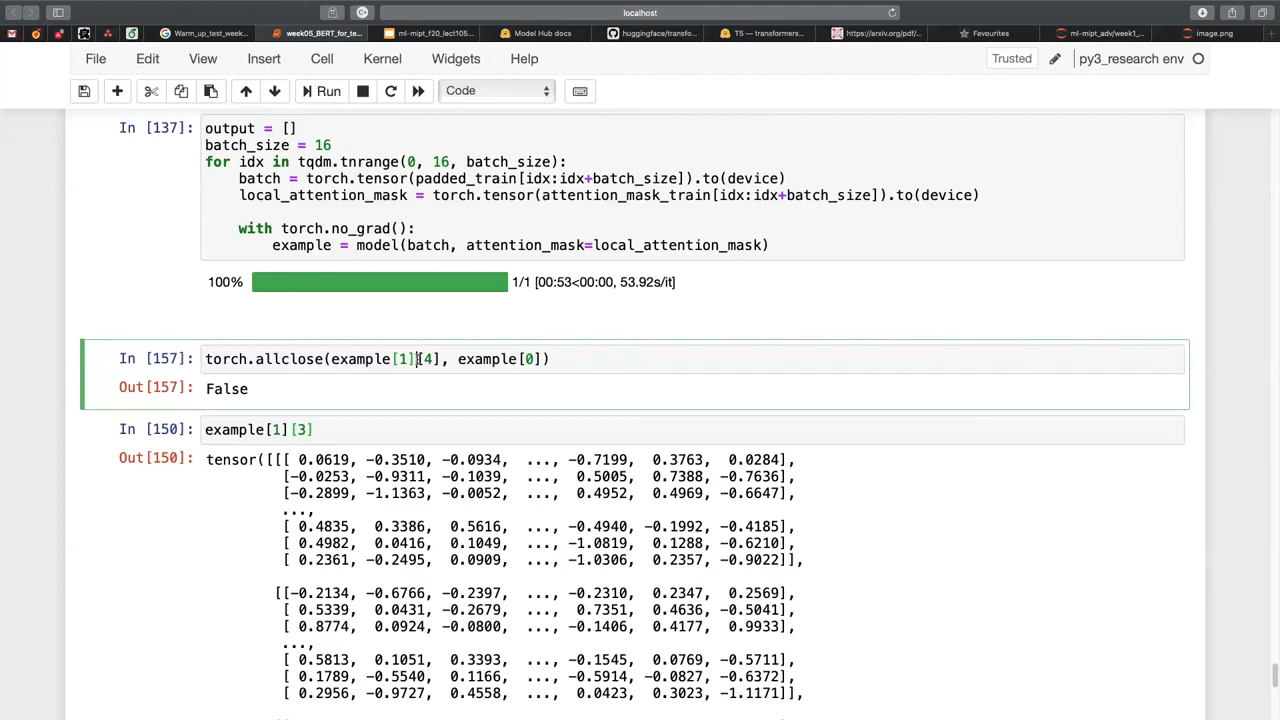 localhost
Warm_up_test_week...
week05_BERT_for_te...
ml-mipt_f20_lect105...
Model Hub docs
huggingface/transfo...
T5 — transformers...
https://arxiv.org/pdf/...
Favourites
ml-mipt_adv/week1_...
image.png
File Edit View Insert Cell Kernel Widgets Help Trusted py3_research env
Run Code
In [137]: output = []
batch_size = 16
for idx in tqdm.tnrange(0, 16, batch_size):
    batch = torch.tensor(padded_train[idx:idx+batch_size]).to(device)
    local_attention_mask = torch.tensor(attention_mask_train[idx:idx+batch_size]).to(device)
    with torch.no_grad():
        example = model(batch, attention_mask=local_attention_mask)
100% 1/1 [00:53<00:00, 53.92s/it]
In [157]: torch.allclose(example[1][4], example[0])
Out[157]: False
In [150]: example[1][3]
Out[150]: tensor([[[ 0.0619, -0.3510, -0.0934, ..., -0.7199, 0.3763, 0.0284],
[-0.0253, -0.9311, -0.1039, ..., 0.5005, 0.7388, -0.7636],
[-0.2899, -1.1363, -0.0052, ..., 0.4952, 0.4969, -0.6647],
...,
[ 0.4835, 0.3386, 0.5616, ..., -0.4940, -0.1992, -0.4185],
[ 0.4982, 0.0416, 0.1049, ..., -1.0819, 0.1288, -0.6210],
[ 0.2361, -0.2495, 0.0909, ..., -1.0306, 0.2357, -0.9022]],
[[-0.2134, -0.6766, -0.2397, ..., -0.2310, 0.2347, 0.2569],
[ 0.5339, 0.0431, -0.2679, ..., 0.7351, 0.4636, -0.5041],
[ 0.8774, 0.0924, -0.0800, ..., -0.1406, 0.4177, 0.9933],
...,
[ 0.5813, 0.1051, 0.3393, ..., -0.1545, 0.0769, -0.5711],
[ 0.1789, -0.5540, 0.1166, ..., -0.5914, -0.0827, -0.6372],
[ 0.2956, -0.9727, 0.4558, ..., 0.0423, 0.3023, -1.1171]],